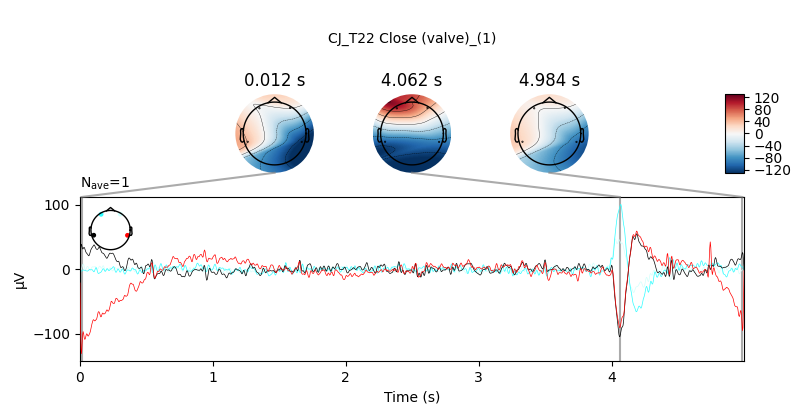 CJ_T22 Close (valve)_(1)
0.012 s
4.062 s
4.984 s
120
80
40
0
−40
−80
−120
Nave=1
100
0
−100
µV
0
1
2
3
4
Time (s)